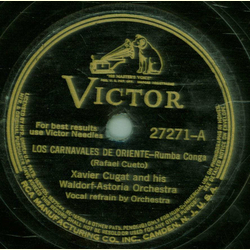 "HIS MASTER'S VOICE"
VICTOR
For best results
use Victor Needles
27271-A
LOS CARNAVALES DE ORIENTE-Rumba Conga
(Rafael Cueto)
Xavier Cugat and his
Waldorf-Astoria Orchestra
Vocal refrain by Orchestra
RCA MANUFACTURING CO., INC., CAMDEN, N. J., U. S. A.